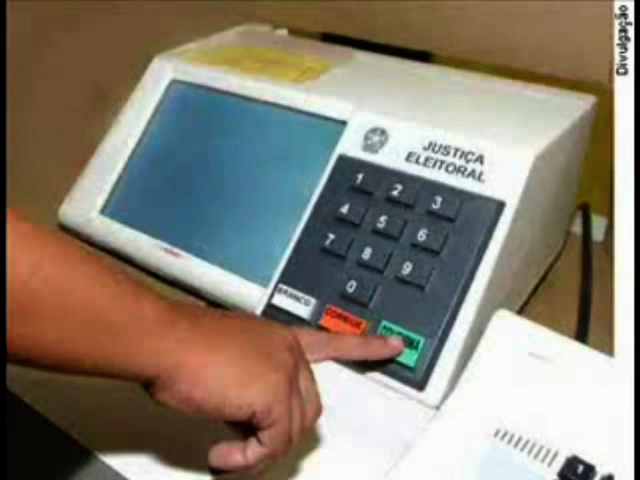 Divulgação
JUSTIÇA
ELEITORAL
1 2 3
4 5 6
7 8 9
0
BRANCO
CORRIGE